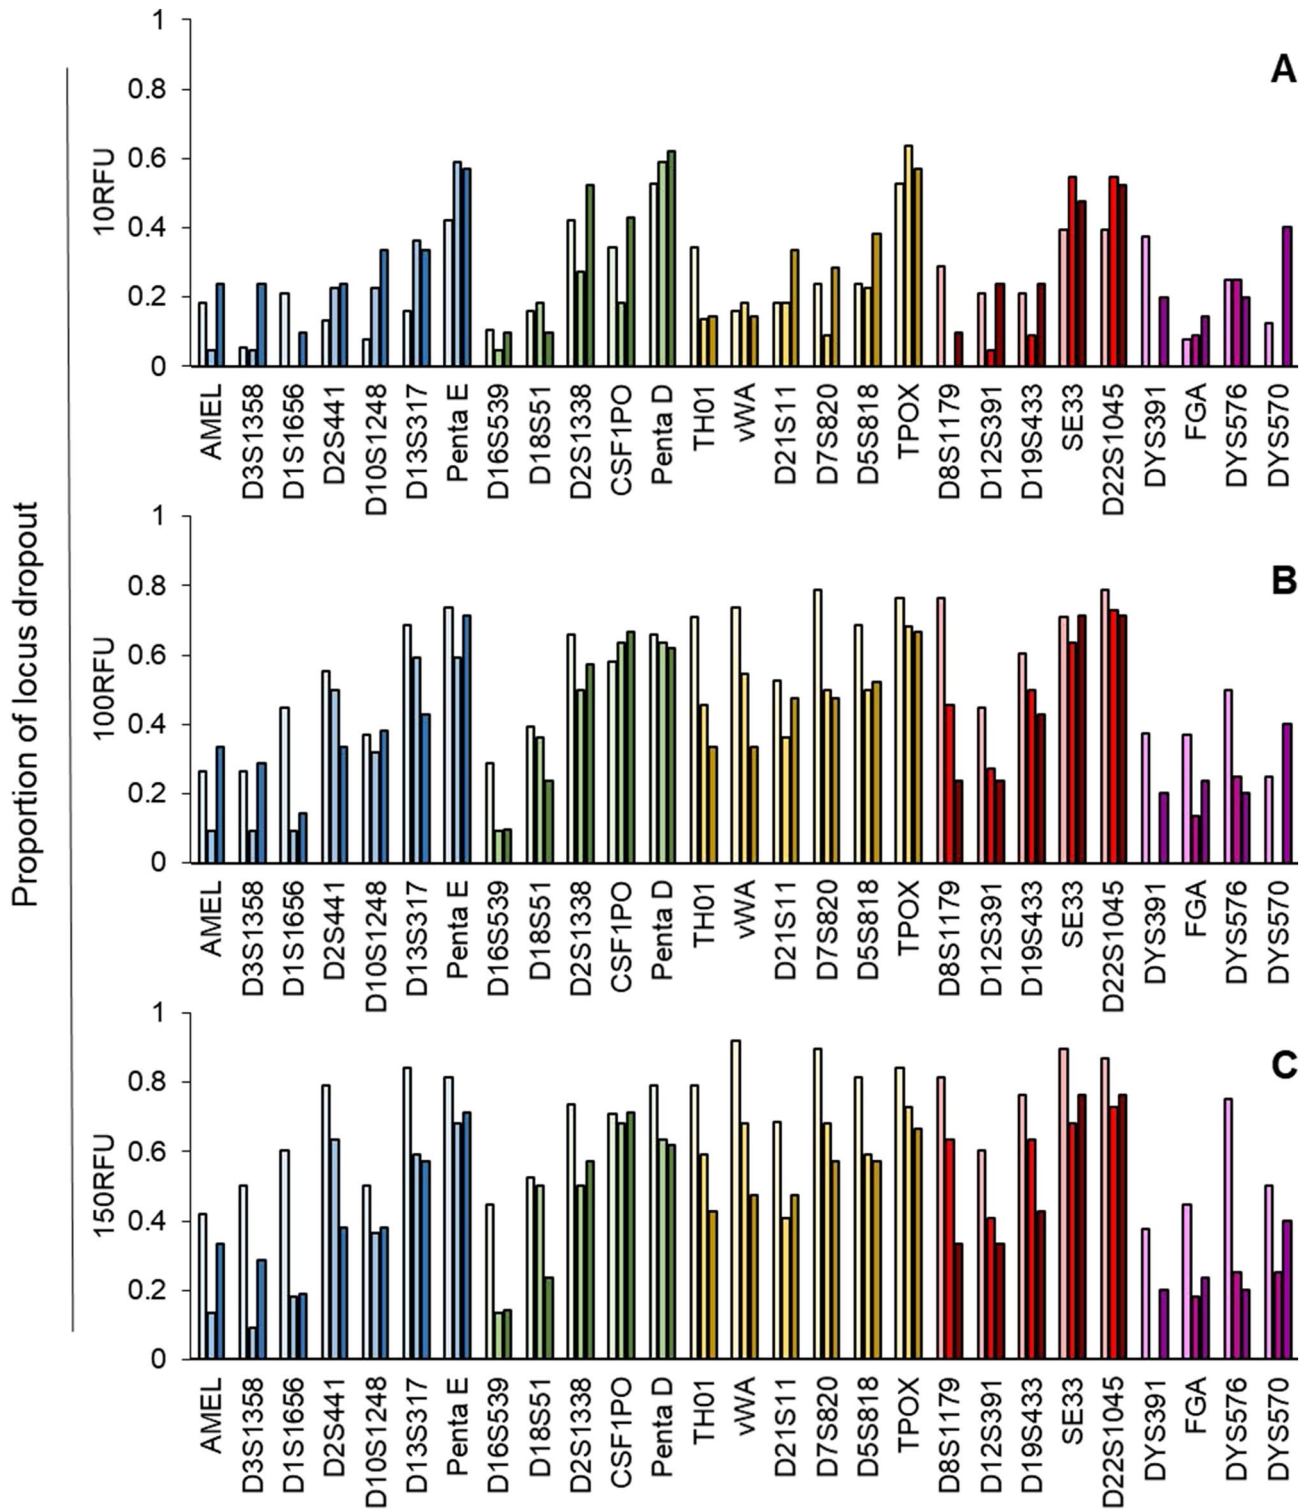 Proportion of locus dropout
A
10RFU
1
0.8
0.6
0.4
0.2
0
AMEL
D3S1358
D1S1656
D2S441
D10S1248
D13S317
Penta E
D16S539
D18S51
D2S1338
CSF1PO
Penta D
TH01
vWA
D21S11
D7S820
D5S818
TPOX
D8S1179
D12S391
D19S433
SE33
D22S1045
DYS391
FGA
DYS576
DYS570
B
100RFU
1
0.8
0.6
0.4
0.2
0
AMEL
D3S1358
D1S1656
D2S441
D10S1248
D13S317
Penta E
D16S539
D18S51
D2S1338
CSF1PO
Penta D
TH01
vWA
D21S11
D7S820
D5S818
TPOX
D8S1179
D12S391
D19S433
SE33
D22S1045
DYS391
FGA
DYS576
DYS570
C
150RFU
1
0.8
0.6
0.4
0.2
0
AMEL
D3S1358
D1S1656
D2S441
D10S1248
D13S317
Penta E
D16S539
D18S51
D2S1338
CSF1PO
Penta D
TH01
vWA
D21S11
D7S820
D5S818
TPOX
D8S1179
D12S391
D19S433
SE33
D22S1045
DYS391
FGA
DYS576
DYS570